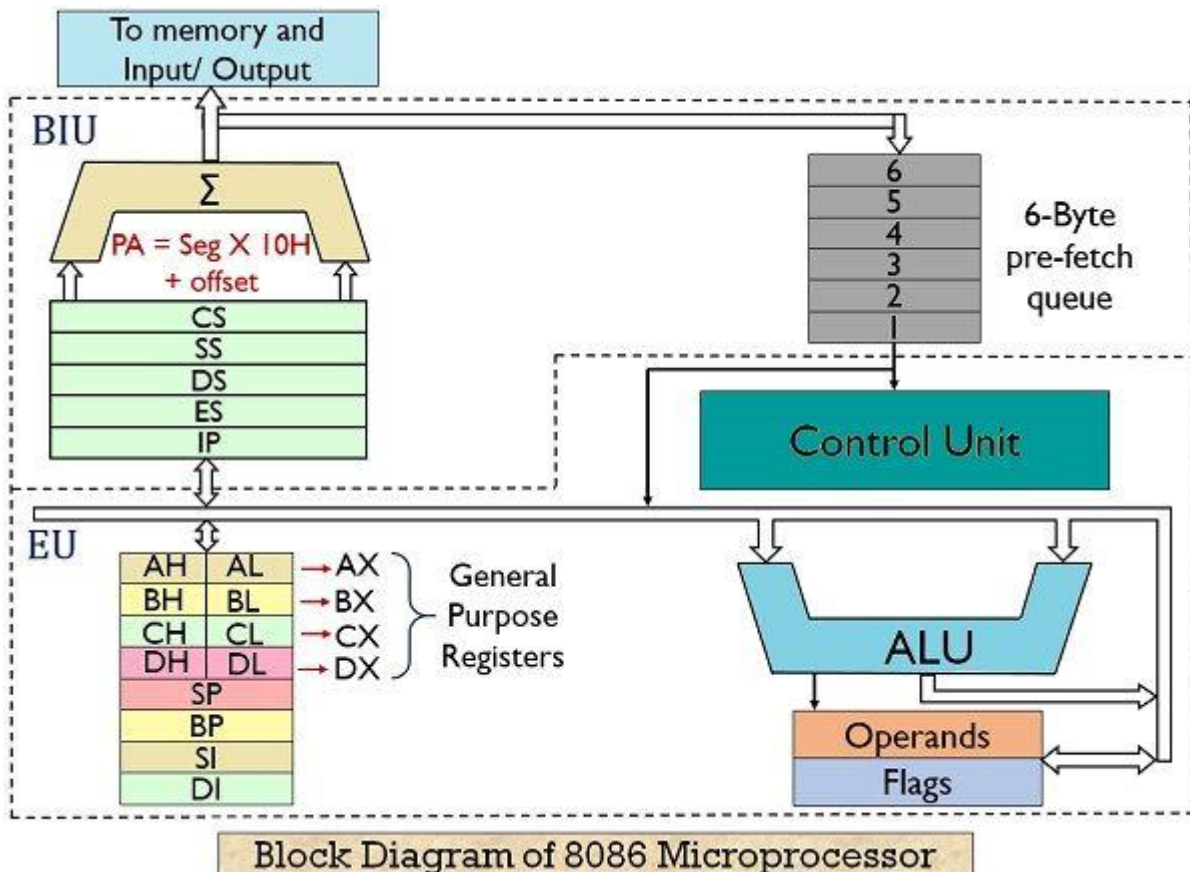 To memory and
Input/ Output
BIU
Σ
PA = Seg X 10H
+ offset
CS
SS
DS
ES
IP
6
5
4
3
2
1
6-Byte
pre-fetch
queue
Control Unit
EU
AH AL AX
BH BL BX
CH CL CX
DH DL DX
SP
BP
SI
DI
General
Purpose
Registers
ALU
Operands
Flags
Block Diagram of 8086 Microprocessor